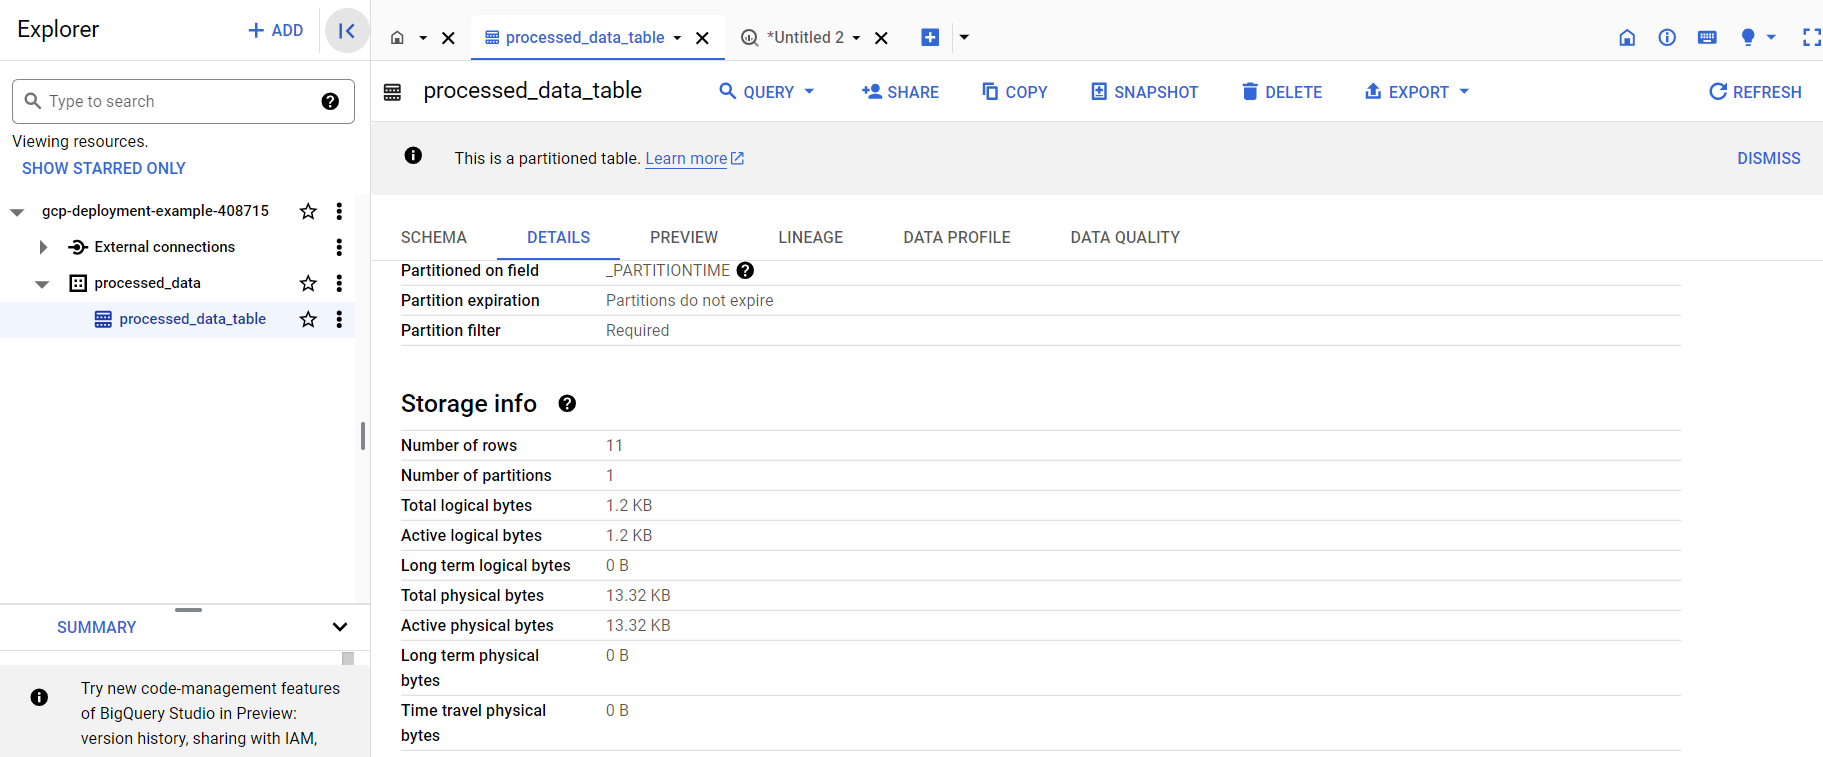 Explorer
+ ADD
Type to search
Viewing resources.
SHOW STARRED ONLY
gcp-deployment-example-408715
External connections
processed_data
processed_data_table
SUMMARY
Try new code-management features
of BigQuery Studio in Preview:
version history, sharing with IAM,
processed_data_table
*Untitled 2
processed_data_table
QUERY
SHARE
COPY
SNAPSHOT
DELETE
EXPORT
REFRESH
This is a partitioned table. Learn more
DISMISS
SCHEMA
DETAILS
PREVIEW
LINEAGE
DATA PROFILE
DATA QUALITY
Partitioned on field _PARTITIONTIME
Partition expiration Partitions do not expire
Partition filter Required
Storage info
Number of rows 11
Number of partitions 1
Total logical bytes 1.2 KB
Active logical bytes 1.2 KB
Long term logical bytes 0 B
Total physical bytes 13.32 KB
Active physical bytes 13.32 KB
Long term physical 0 B
bytes
Time travel physical 0 B
bytes